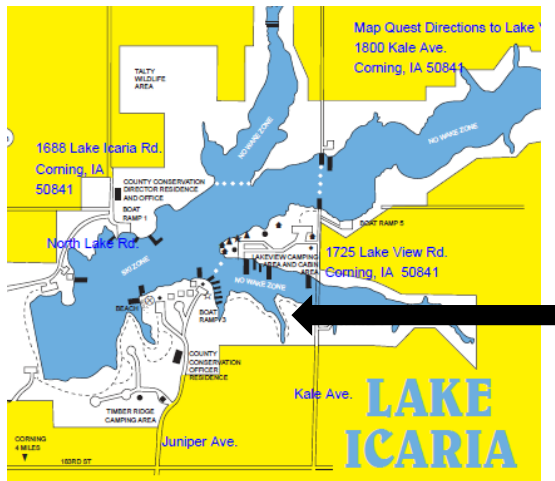 Map Quest Directions to Lake
1800 Kale Ave.
Corning, IA 50841
TALTY
WILDLIFE
AREA
NO WAKE ZONE
NO WAKE ZONE
1688 Lake Icaria Rd.
Corning, IA
50841
COUNTY CONSERVATION
DIRECTOR RESIDENCE
AND OFFICE
BOAT
RAMP 1
BOAT RAMP 5
North Lake Rd.
SKI ZONE
LAKEVIEW CAMPING
AREA AND CABIN
AREA
1725 Lake View Rd.
Corning, IA 50841
NO WAKE ZONE
BEACH
BOAT
RAMP 3
COUNTY
CONSERVATION
OFFICER
RESIDENCE
Kale Ave.
LAKE
ICARIA
TIMBER RIDGE
CAMPING AREA
Juniper Ave.
CORNING
4 MILES
183RD ST